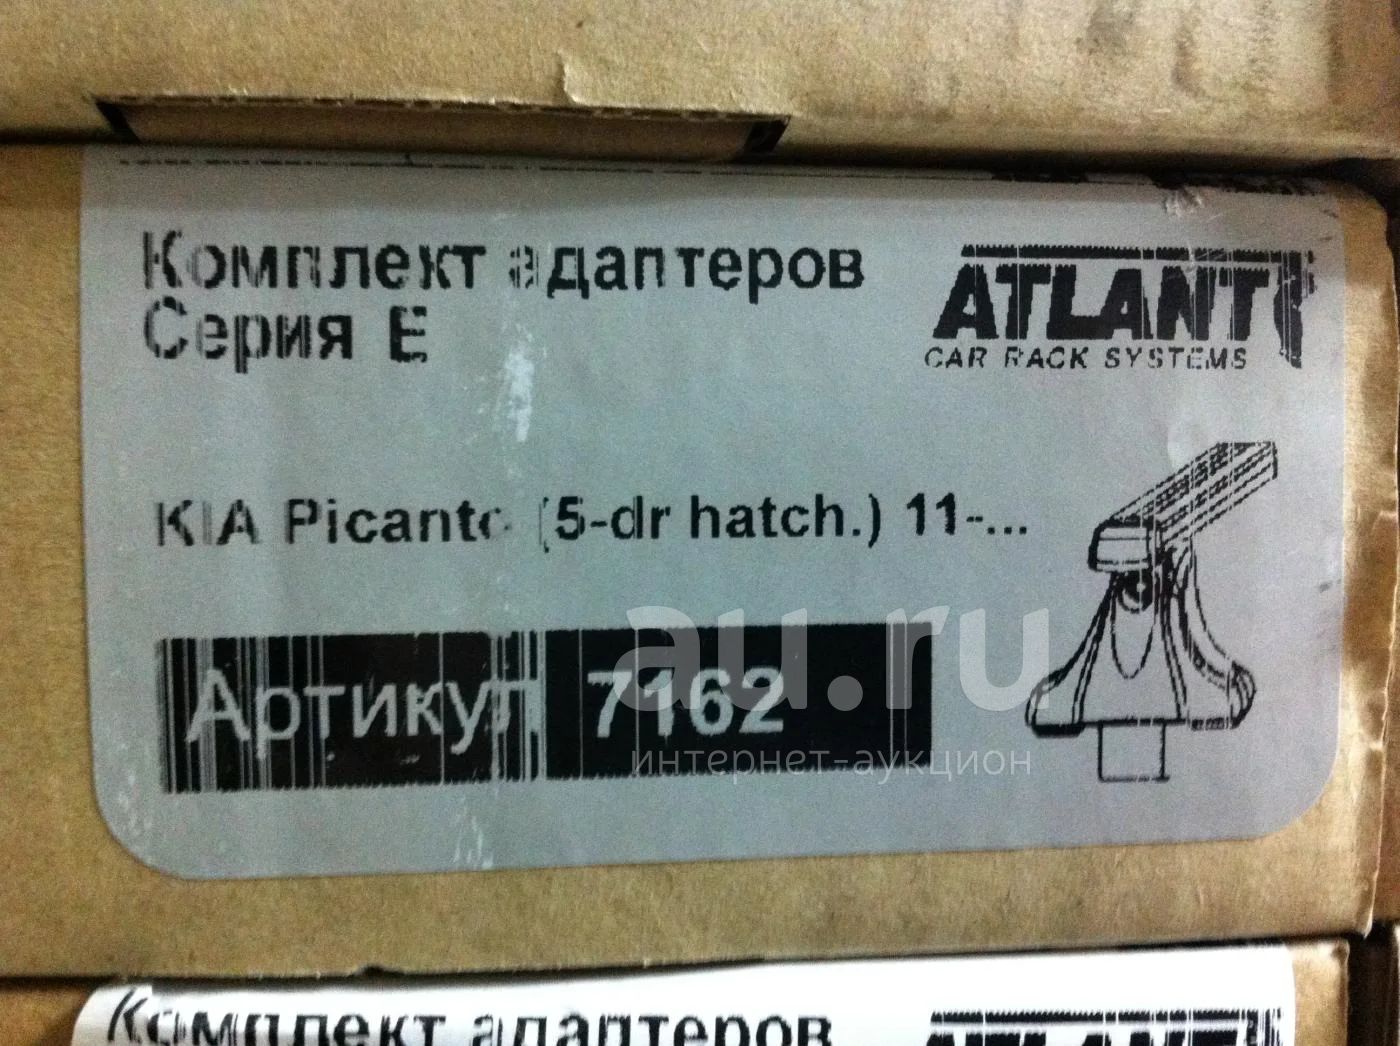 Комплект адаптеров
Серия Е
ATLANT
CAR RACK SYSTEMS
KIA Picanto (5-dr hatch.) 11-...
Артикул 7162
au.ru
интернет-аукцион
Комплект адаптеров
ATLANT